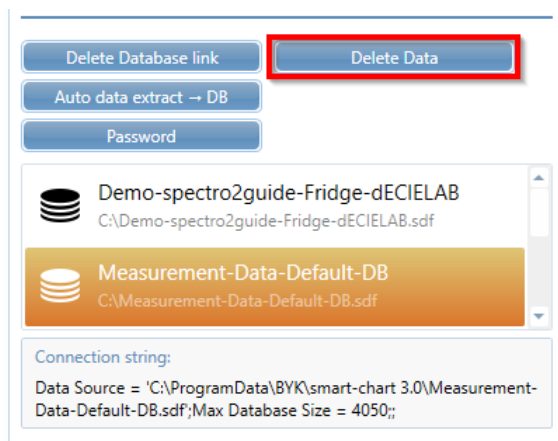 Delete Database link
Delete Data
Auto data extract → DB
Password
Demo-spectro2guide-Fridge-dECIELAB
C:\Demo-spectro2guide-Fridge-dECIELAB.sdf
Measurement-Data-Default-DB
C:\Measurement-Data-Default-DB.sdf
Connection string:
Data Source = 'C:\ProgramData\BYK\smart-chart 3.0\Measurement-
Data-Default-DB.sdf';Max Database Size = 4050;;